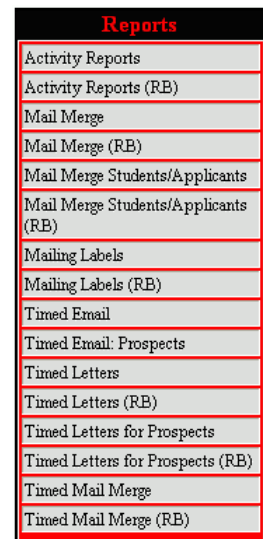 Reports
Activity Reports
Activity Reports (RB)
Mail Merge
Mail Merge (RB)
Mail Merge Students/Applicants
Mail Merge Students/Applicants
(RB)
Mailing Labels
Mailing Labels (RB)
Timed Email
Timed Email: Prospects
Timed Letters
Timed Letters (RB)
Timed Letters for Prospects
Timed Letters for Prospects (RB)
Timed Mail Merge
Timed Mail Merge (RB)